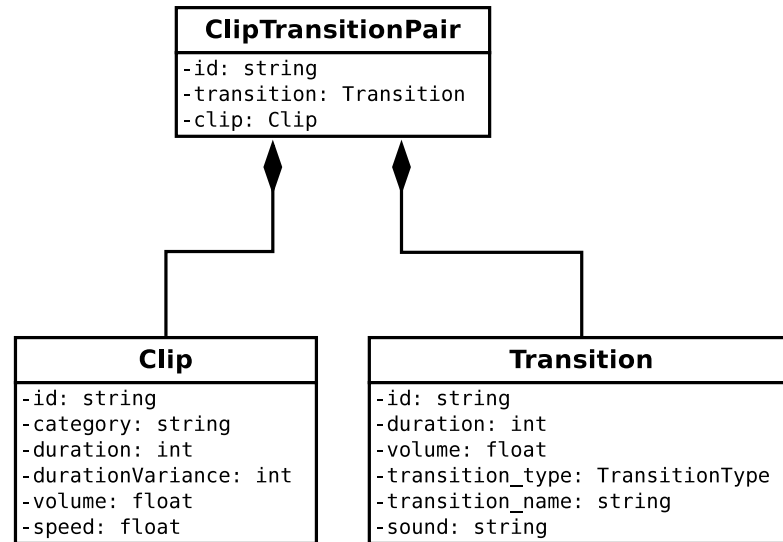 ClipTransitionPair
-id: string
-transition: Transition
-clip: Clip
Clip
-id: string
-category: string
-duration: int
-durationVariance: int
-volume: float
-speed: float
Transition
-id: string
-duration: int
-volume: float
-transition_type: TransitionType
-transition_name: string
-sound: string